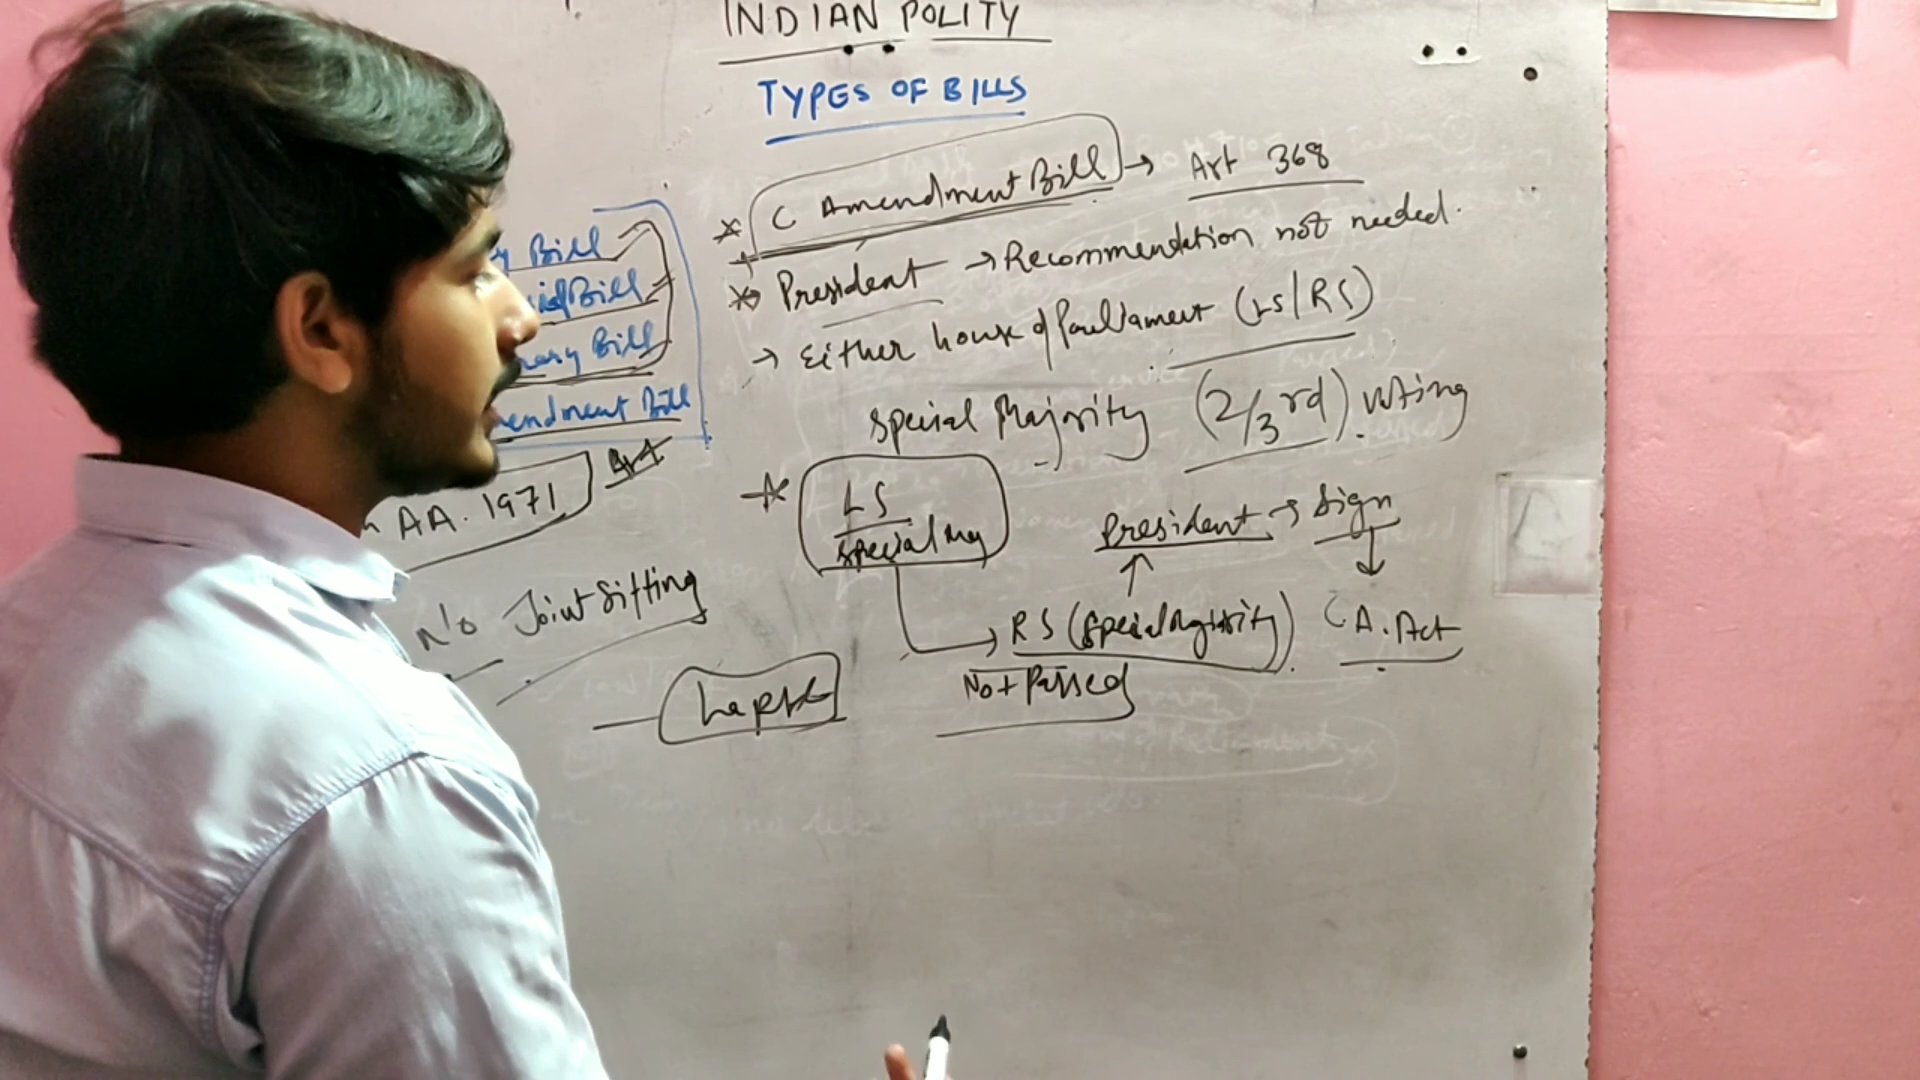 INDIAN POLITY
TYPES OF BILLS
C Amendment Bill → Art 368
President → Recommendation not needed.
→ Either house of Parliament (LS/RS)
Special Majority (2/3rd) voting
Bill
Bill
Bill
Bill
AA. 1971
No Joint Sitting
LS
Special
President → Sign
RS (Special Majority)
C A. Act
Not Passed
Lapse